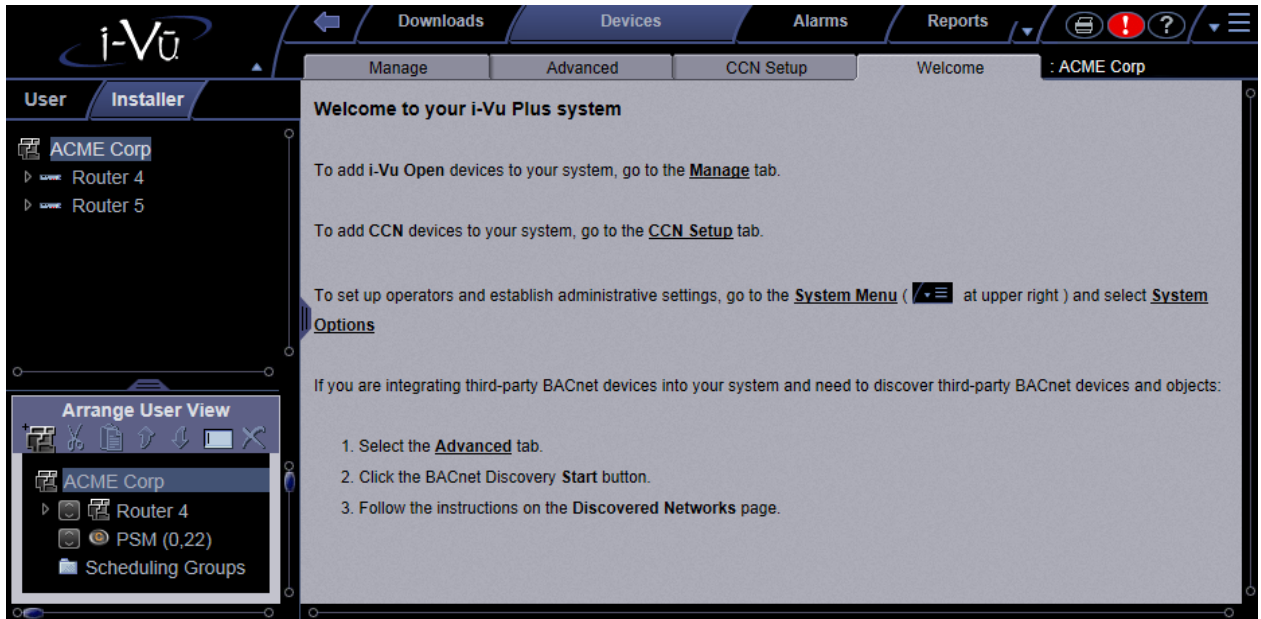 i-Vū
Downloads
Devices
Alarms
Reports
Manage
Advanced
CCN Setup
Welcome
: ACME Corp
User
Installer
ACME Corp
Router 4
Router 5
Arrange User View
ACME Corp
Router 4
PSM (0,22)
Scheduling Groups
Welcome to your i-Vu Plus system
To add i-Vu Open devices to your system, go to the Manage tab.
To add CCN devices to your system, go to the CCN Setup tab.
To set up operators and establish administrative settings, go to the System Menu ( at upper right ) and select System
Options
If you are integrating third-party BACnet devices into your system and need to discover third-party BACnet devices and objects:
1. Select the Advanced tab.
2. Click the BACnet Discovery Start button.
3. Follow the instructions on the Discovered Networks page.